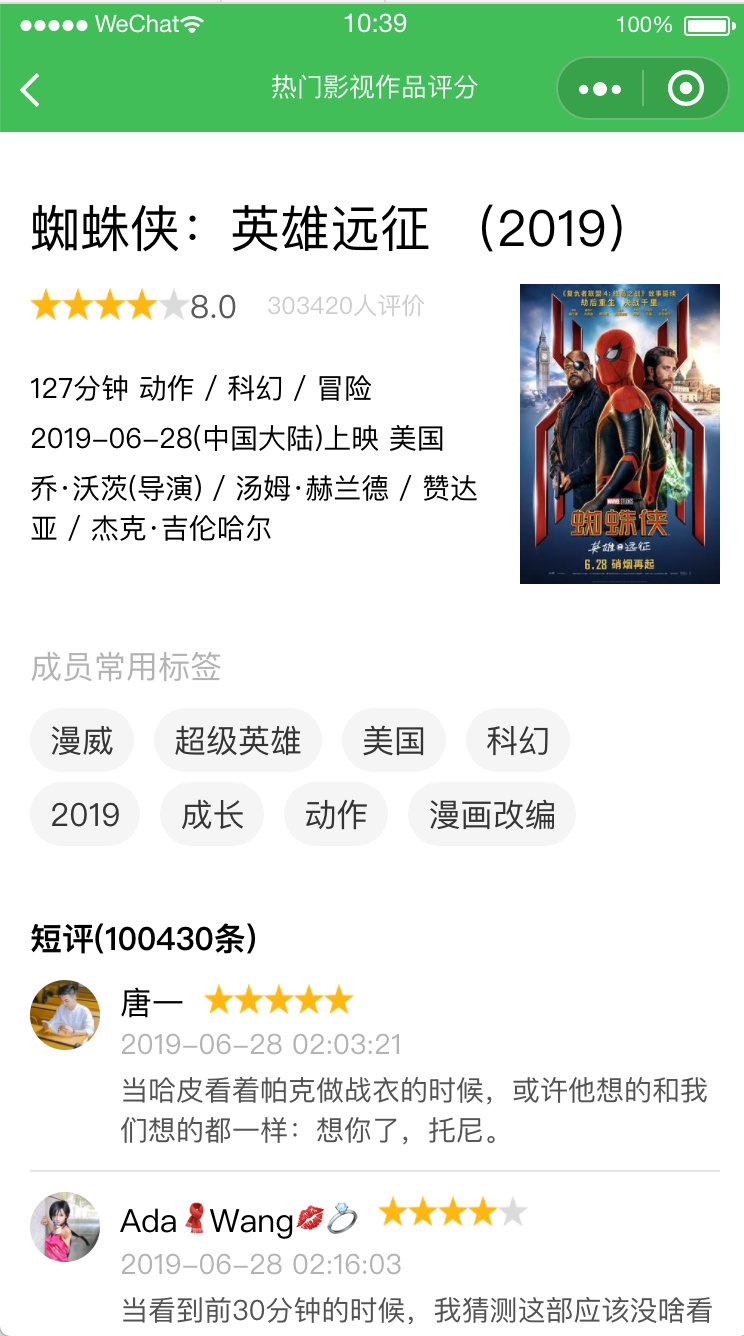 WeChat
10:39
100%
热门影视作品评分
蜘蛛侠：英雄远征 （2019）
8.0
303420人评价
127分钟 动作 / 科幻 / 冒险
2019-06-28(中国大陆)上映 美国
乔·沃茨(导演) / 汤姆·赫兰德 / 赞达
亚 / 杰克·吉伦哈尔
《复仇者联盟 4：终局之战》故事延续
劫后重生 决战千里
MARVEL STUDIOS
蜘蛛侠
英雄远征
6.28 硝烟再起
成员常用标签
漫威
超级英雄
美国
科幻
2019
成长
动作
漫画改编
短评(100430条)
唐一
2019-06-28 02:03:21
当哈皮看着帕克做战衣的时候，或许他想的和我
们想的都一样：想你了，托尼。
Ada🧣Wang💋💍
2019-06-28 02:16:03
当看到前30分钟的时候，我猜测这部应该没啥看